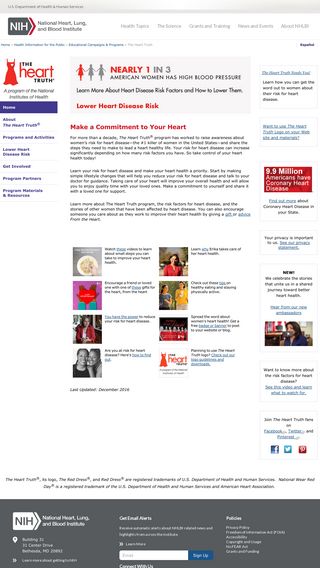 U.S. Department of Health & Human Services
NIH National Heart, Lung,
and Blood Institute
Health Topics The Science Grants and Training News and Events About NHLBI
Home » Health Information for the Public » Educational Campaigns & Programs » The Heart Truth
Español
THE heart TRUTH®
A program of the National
Institutes of Health
Home
About
The Heart Truth®
Programs and Activities
Lower Heart
Disease Risk
Get Involved
Program Partners
Program Materials
& Resources
NEARLY 1 IN 3
AMERICAN WOMEN HAS HIGH BLOOD PRESSURE
Learn More About Heart Disease Risk Factors and How to Lower Them.
Lower Heart Disease Risk
Make a Commitment to Your Heart
For more than a decade, The Heart Truth® program has worked to raise awareness about
women's risk for heart disease—the #1 killer of women in the United States—and share the
steps they need to make to lead a heart healthy life. Your risk of heart disease can increase
significantly depending on how many risk factors you have. So take control of your heart
health today!
Learn your risk for heart disease and make your heart health a priority. Start by making
simple lifestyle changes that will help you reduce your risk for heart disease and talk to your
doctor for guidance. Taking care of your heart will improve your overall health and will allow
you to enjoy quality time with your loved ones. Make a commitment to yourself and share it
with a loved one for support.
Learn more about The Heart Truth program, the risk factors for heart disease, and the
stories of other women that have been affected by heart disease. You can also encourage
someone you care about as they work to improve their heart health by giving a gift or advice
From the Heart.
Watch these videos to learn
about small steps you can
take to improve your heart
health.
Learn why Erika takes care of
her heart health.
Encourage a friend or loved
one with one of these gifts
for the heart, from the
heart
Check out these tips on
healthy eating and staying
physically active.
You have the power to reduce
your risk for heart disease.
Spread the word about
women's heart health! Get a
free badge or banner to post
to your website or blog.
Are you at risk for heart
disease? Here's how to find
out.
THE heart TRUTH®
Planning to use The Heart
Truth logo? Check out our
logo guidelines and
downloads.
Last Updated: December 2016
The Heart Truth Needs You!
Learn how you can get the
word out to women about
their risk for heart
disease.
Want to use The Heart
Truth Logo on your Web
site and materials?
9.9 Million
Americans have
Coronary Heart
Disease
Find out more about
Coronary Heart Disease in
your State.
Your privacy is important
to us. See our privacy
statement.
NEW!
We celebrate the stories
that unite us in a shared
journey toward better
heart health.
Hear from our new
ambassadors
Want to know more about
the risk factors for heart
disease?
See this video and learn
what to watch for.
Join The Heart Truth fans
on
Facebook, Twitter and
Pinterest
The Heart Truth®, its logo, The Red Dress®, and Red Dress® are registered trademarks of U.S. Department of Health and Human Services. National Wear Red
Day® is a registered trademark of the U.S. Department of Health and Human Services and American Heart Association.
NIH National Heart, Lung,
and Blood Institute
Building 31
31 Center Drive
Bethesda, MD 20892
Learn more about getting to NIH
Get Email Alerts
Receive automatic alerts about NHLBI related news and
highlights from across the Institute
Learn More
Email
Sign Up
Policies
Privacy
Freedom of Information Act (FOIA)
Accessibility
Copyright and Usage
No FEAR Act
Grants and Funding